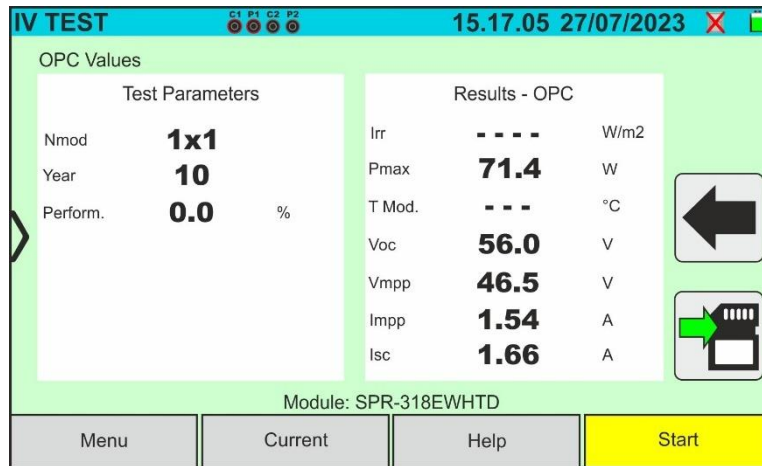 IV TEST
C1 P1 C2 P2
15.17.05 27/07/2023
OPC Values
Test Parameters
Nmod 1x1
Year 10
Perform. 0.0 %
Results - OPC
Irr - - - - W/m2
Pmax 71.4 W
T Mod. - - - °C
Voc 56.0 V
Vmpp 46.5 V
Impp 1.54 A
Isc 1.66 A
Module: SPR-318EWHTD
Menu Current Help Start